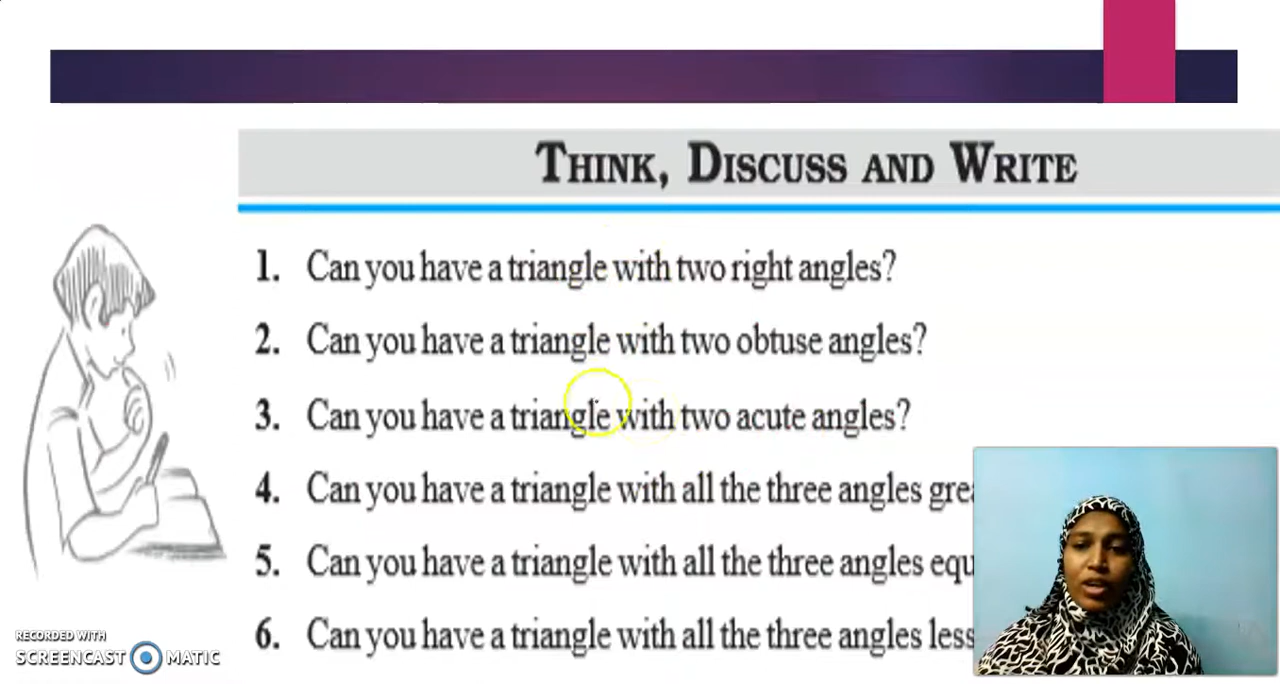 THINK, DISCUSS AND WRITE
1. Can you have a triangle with two right angles?
2. Can you have a triangle with two obtuse angles?
3. Can you have a triangle with two acute angles?
4. Can you have a triangle with all the three angles
5. Can you have a triangle with all the three angles
6. Can you have a triangle with all the three angles less
RECORDED WITH
SCREENCAST MATIC